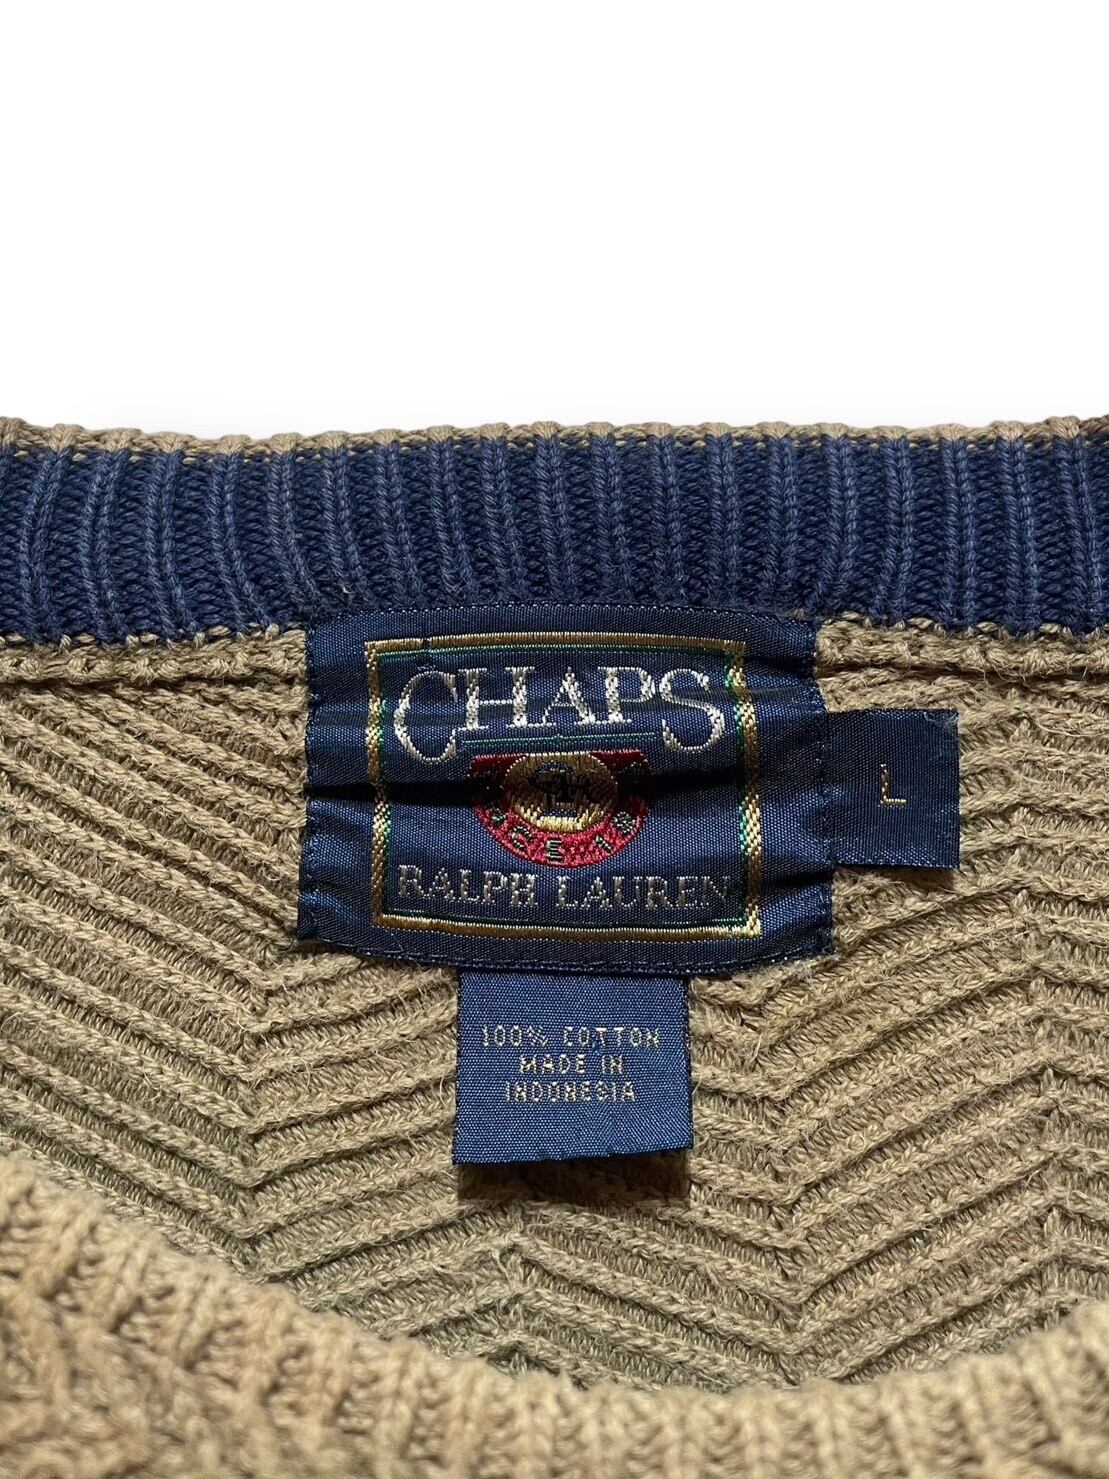 CHAPS
RALPH LAUREN
L
100% COTTON
MADE IN
INDONESIA